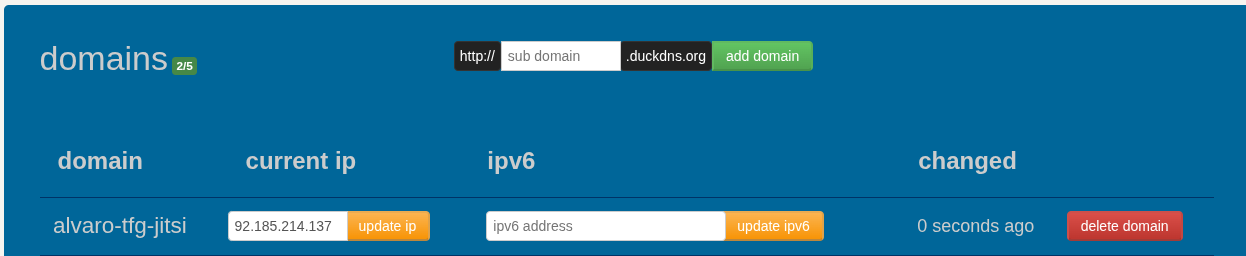 domains 2/5 http:// sub domain .duckdns.org add domain
domain current ip ipv6 changed
alvaro-tfg-jitsi 92.185.214.137 update ip ipv6 address update ipv6 0 seconds ago delete domain